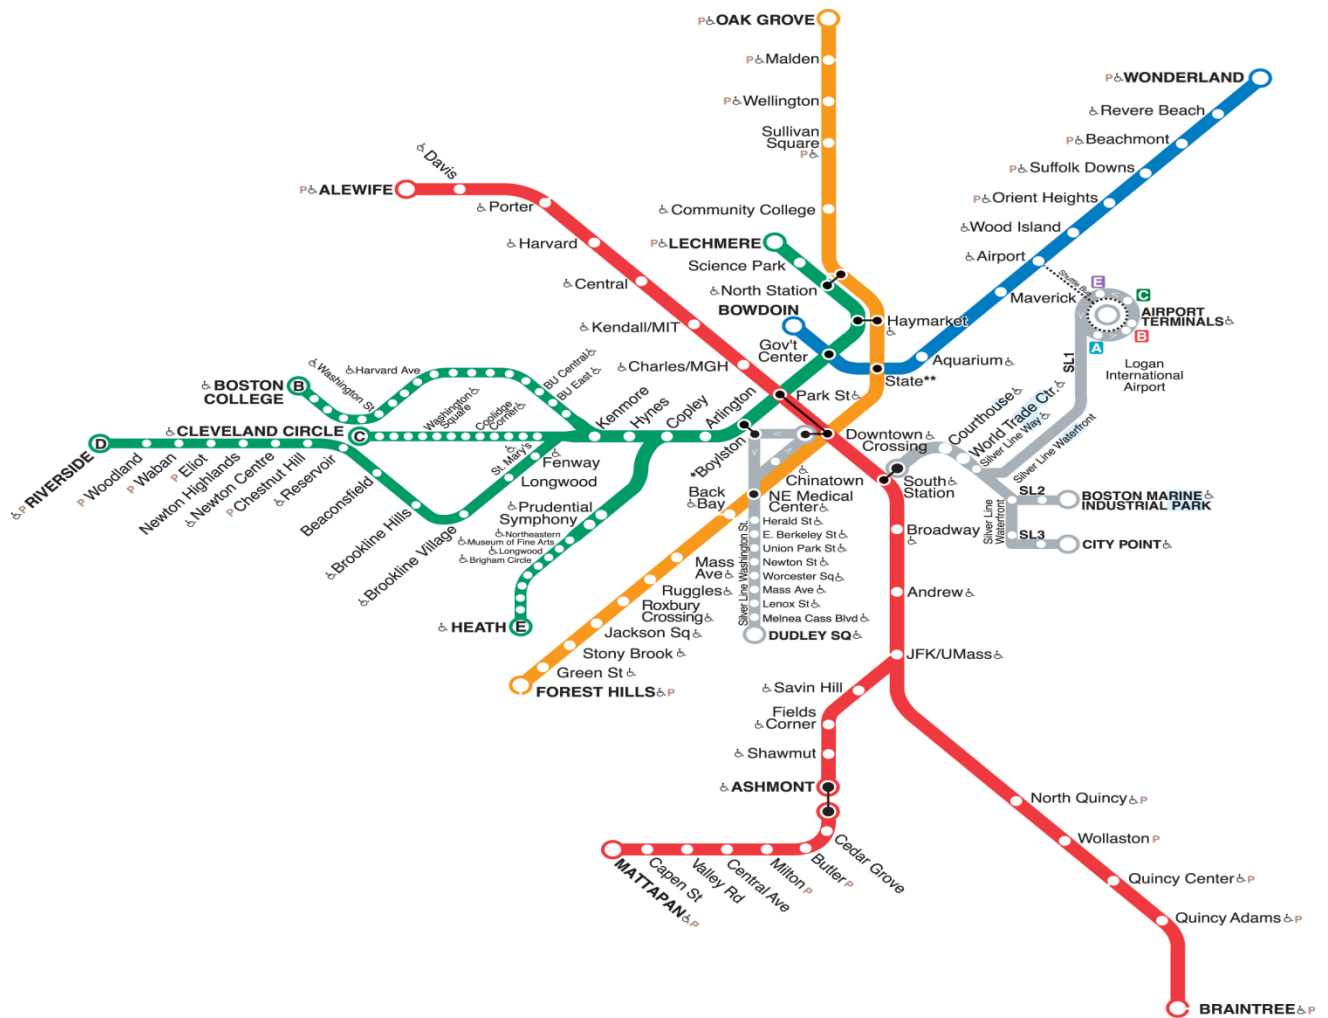 P♿OAK GROVE
P♿Malden
P♿Wellington
Sullivan
Square
P♿
♿Community College
P♿LECHMERE
Science Park
♿North Station
BOWDOIN
Gov't
Center
Haymarket
♿
P♿WONDERLAND
♿Revere Beach
P♿Beachmont
P♿Suffolk Downs
P♿Orient Heights
♿Wood Island
♿Airport
Shuttle Bus
Maverick
Aquarium♿
State**
E
C
B
A
AIRPORT
TERMINALS♿
Logan
International
Airport
SL1
♿Davis
P♿ALEWIFE
♿Porter
♿Harvard
♿Central
♿Kendall/MIT
♿Charles/MGH
Park St♿
Downtown♿
Crossing
♿BOSTON
COLLEGE
B
♿Washington St
♿Harvard Ave
Washington♿
Square
Coolidge
Corner♿
BU Central♿
BU East♿
♿CLEVELAND CIRCLE
C
♿
St. Mary's
Kenmore
Hynes
Copley
Arlington
*Boylston
D
♿P RIVERSIDE
P Woodland
P Waban
P Eliot
Newton Highlands
♿Newton Centre
P Chestnut Hill
♿Reservoir
Beaconsfield
♿Brookline Hills
♿Brookline Village
Longwood
♿
Fenway
♿Prudential
Symphony
♿Northeastern
♿Museum of Fine Arts
♿Longwood
♿Brigham Circle
♿HEATH
E
♿
Chinatown
Back
♿Bay
NE Medical
Center♿
Mass
Ave♿
Ruggles♿
Roxbury
Crossing♿
Jackson Sq♿
Stony Brook♿
Green St♿
FOREST HILLS♿P
Silver Line Washington St.
Herald St♿
E. Berkeley St♿
Union Park St♿
Newton St♿
Worcester Sq♿
Mass Ave♿
Lenox St♿
Melnea Cass Blvd♿
DUDLEY SQ♿
South♿
Station
Courthouse♿
World Trade Ctr.♿
Silver Line Way♿
Silver Line Waterfront
Silver Line
Waterfront
SL2
BOSTON MARINE♿
INDUSTRIAL PARK
SL3
CITY POINT♿
Broadway
♿
Andrew♿
JFK/UMass♿
♿Savin Hill
Fields
♿Corner
♿Shawmut
♿ASHMONT
Cedar Grove
Butler P
Milton P
Central Ave
Valley Rd
Capen St
MATTAPAN♿P
North Quincy♿P
Wollaston P
Quincy Center♿P
Quincy Adams♿P
BRAINTREE♿P